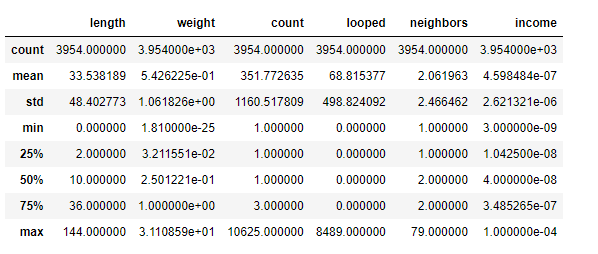 length weight count looped neighbors income
count 3954.000000 3.954000e+03 3954.000000 3954.000000 3954.000000 3.954000e+03
mean 33.538189 5.426225e-01 351.772635 68.815377 2.061963 4.598484e-07
std 48.402773 1.061826e+00 1160.517809 498.824092 2.466462 2.621321e-06
min 0.000000 1.810000e-25 1.000000 0.000000 1.000000 3.000000e-09
25% 2.000000 3.211551e-02 1.000000 0.000000 1.000000 1.042500e-08
50% 10.000000 2.501221e-01 1.000000 0.000000 2.000000 4.000000e-08
75% 36.000000 1.000000e+00 3.000000 0.000000 2.000000 3.485265e-07
max 144.000000 3.110859e+01 10625.000000 8489.000000 79.000000 1.000000e-04